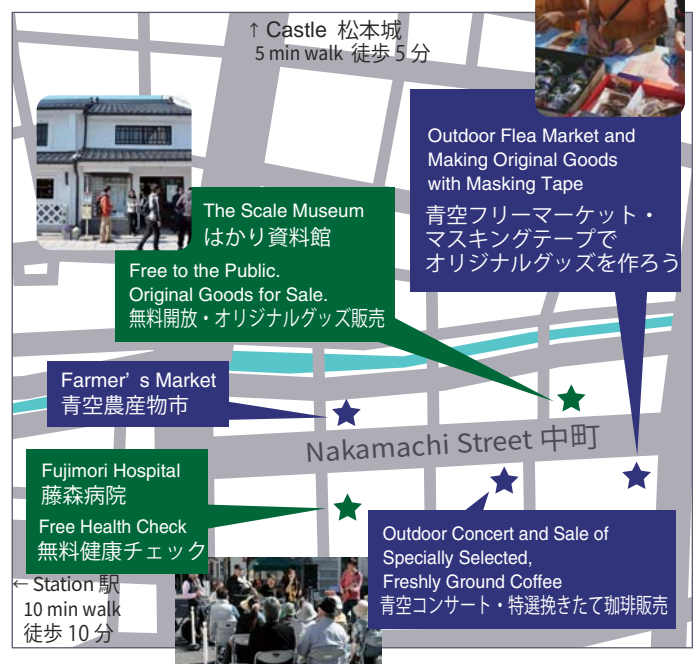 ↑ Castle 松本城
5 min walk 徒歩 5 分
Outdoor Flea Market and
Making Original Goods
with Masking Tape
青空フリーマーケット・
マスキングテープで
オリジナルグッズを作ろう
The Scale Museum
はかり資料館
Free to the Public.
Original Goods for Sale.
無料開放・オリジナルグッズ販売
Farmer’s Market
青空農産物市
Nakamachi Street 中町
Fujimori Hospital
藤森病院
Free Health Check
無料健康チェック
Outdoor Concert and Sale of
Specially Selected,
Freshly Ground Coffee
青空コンサート・特選挽きたて珈琲販売
← Station 駅
10 min walk
徒歩 10 分